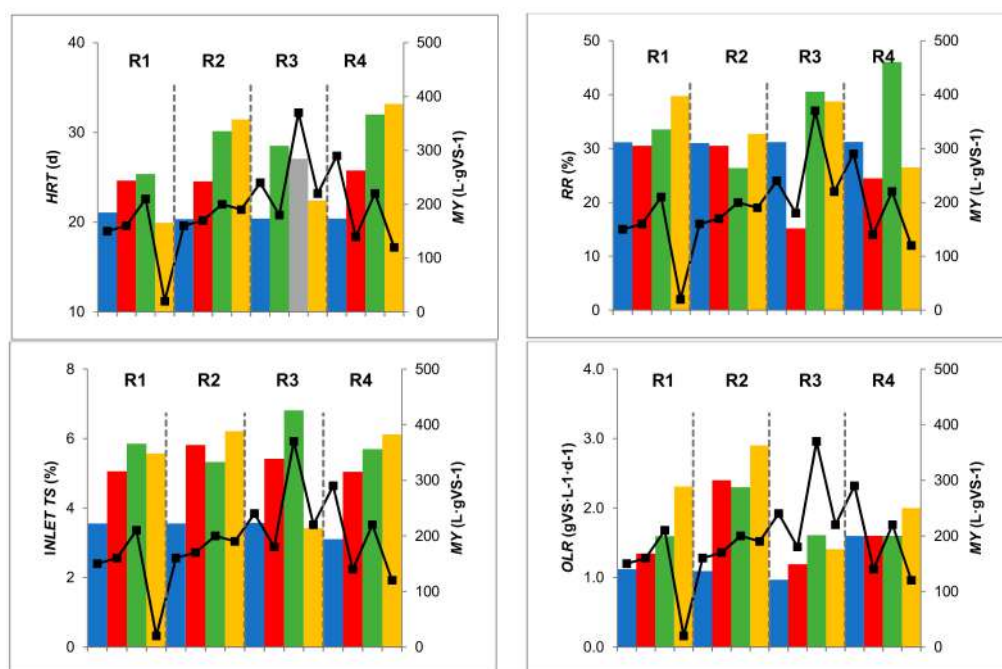 40
500
R1
R2
R3
R4
400
30
300
HRT (d)
MY (L·gVS-1)
20
200
100
10
0
50
500
R1
R2
R3
R4
40
400
30
300
RR (%)
MY (L·gVS-1)
20
200
10
100
0
0
8
500
R1
R2
R3
R4
400
6
300
INLET TS (%)
MY (L·gVS-1)
4
200
2
100
0
0
4.0
500
R1
R2
R3
R4
400
3.0
300
OLR (gVS·L-1·d-1)
MY (L·gVS-1)
2.0
200
1.0
100
0.0
0